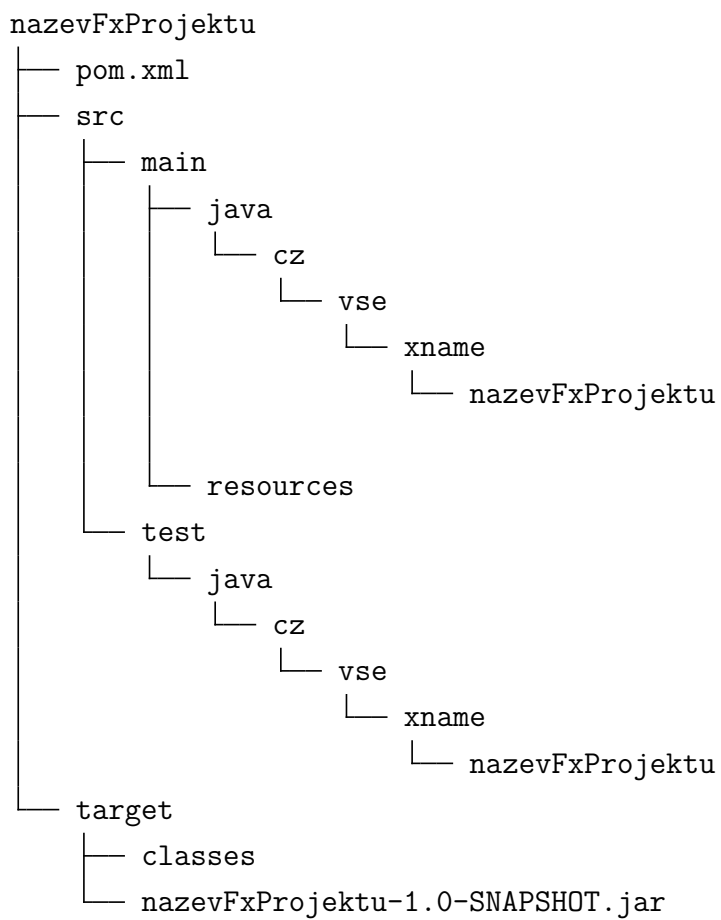 nazevFxProjektu
pom.xml
src
main
java
cz
vse
xname
nazevFxProjektu
resources
test
java
cz
vse
xname
nazevFxProjektu
target
classes
nazevFxProjektu-1.0-SNAPSHOT.jar